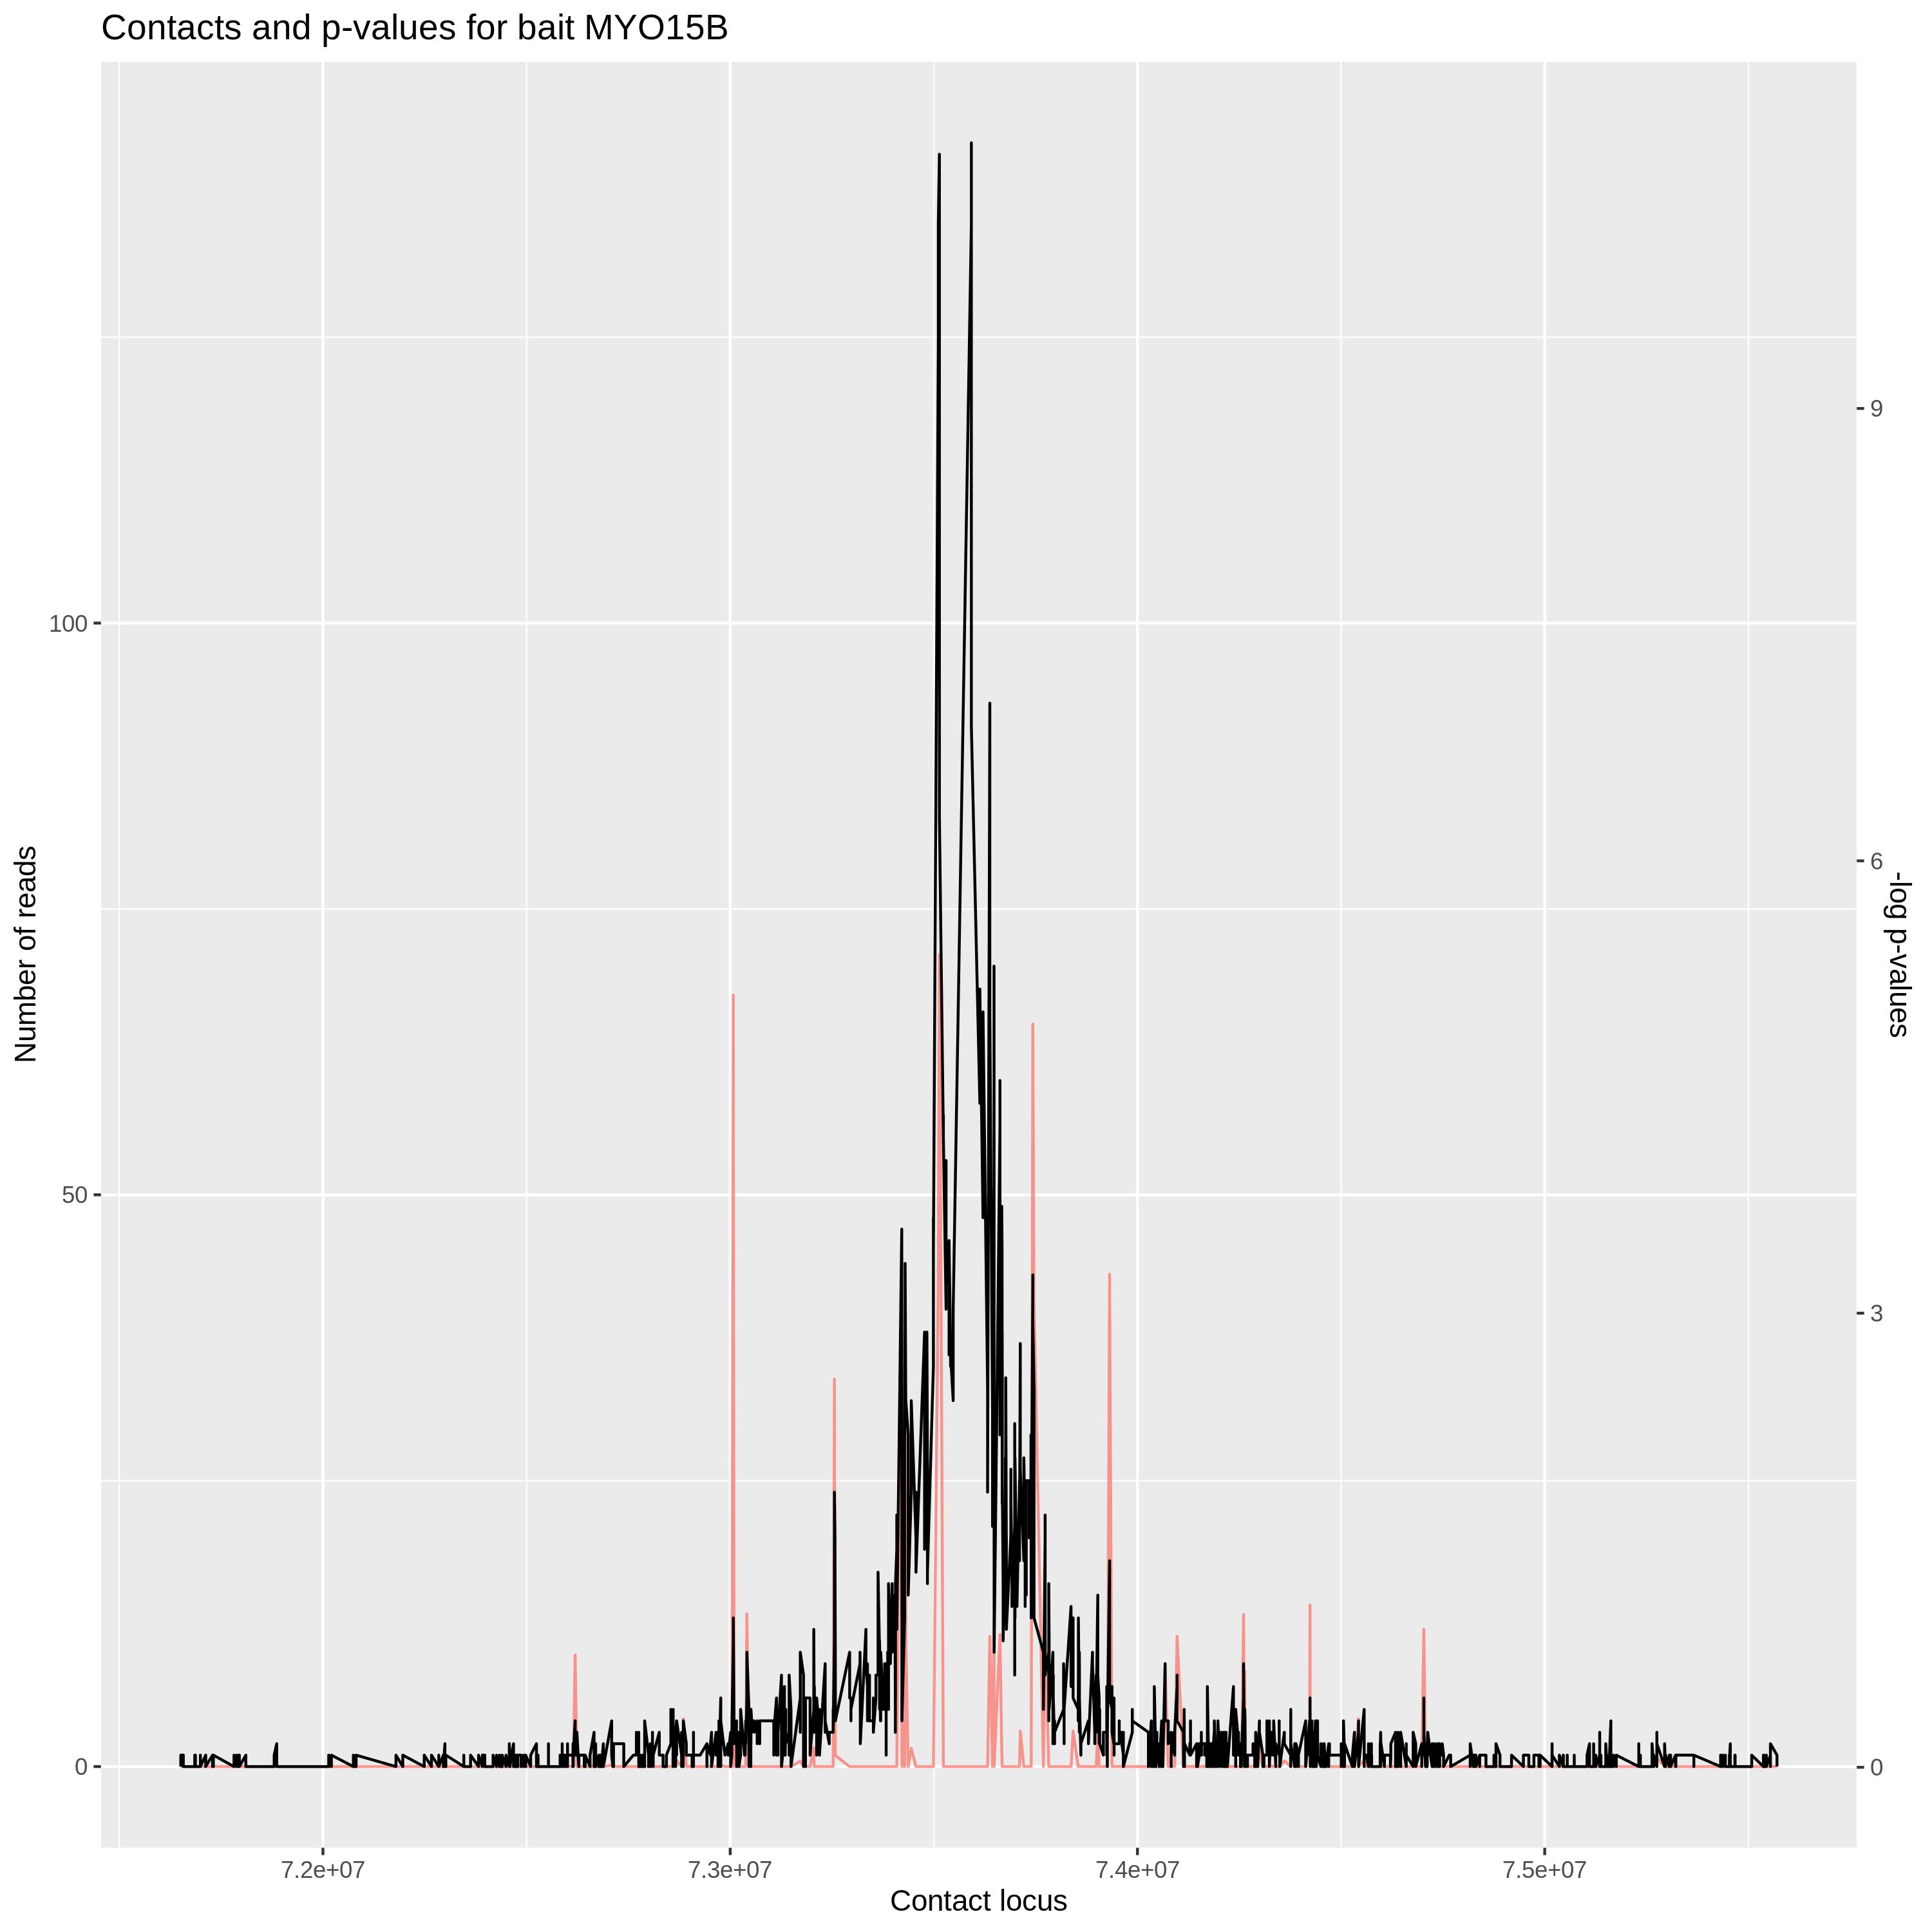 Contacts and p-values for bait MYO15B
Number of reads
100
50
0
9
6
3
0
-log p-values
7.2e+07
7.3e+07
7.4e+07
7.5e+07
Contact locus